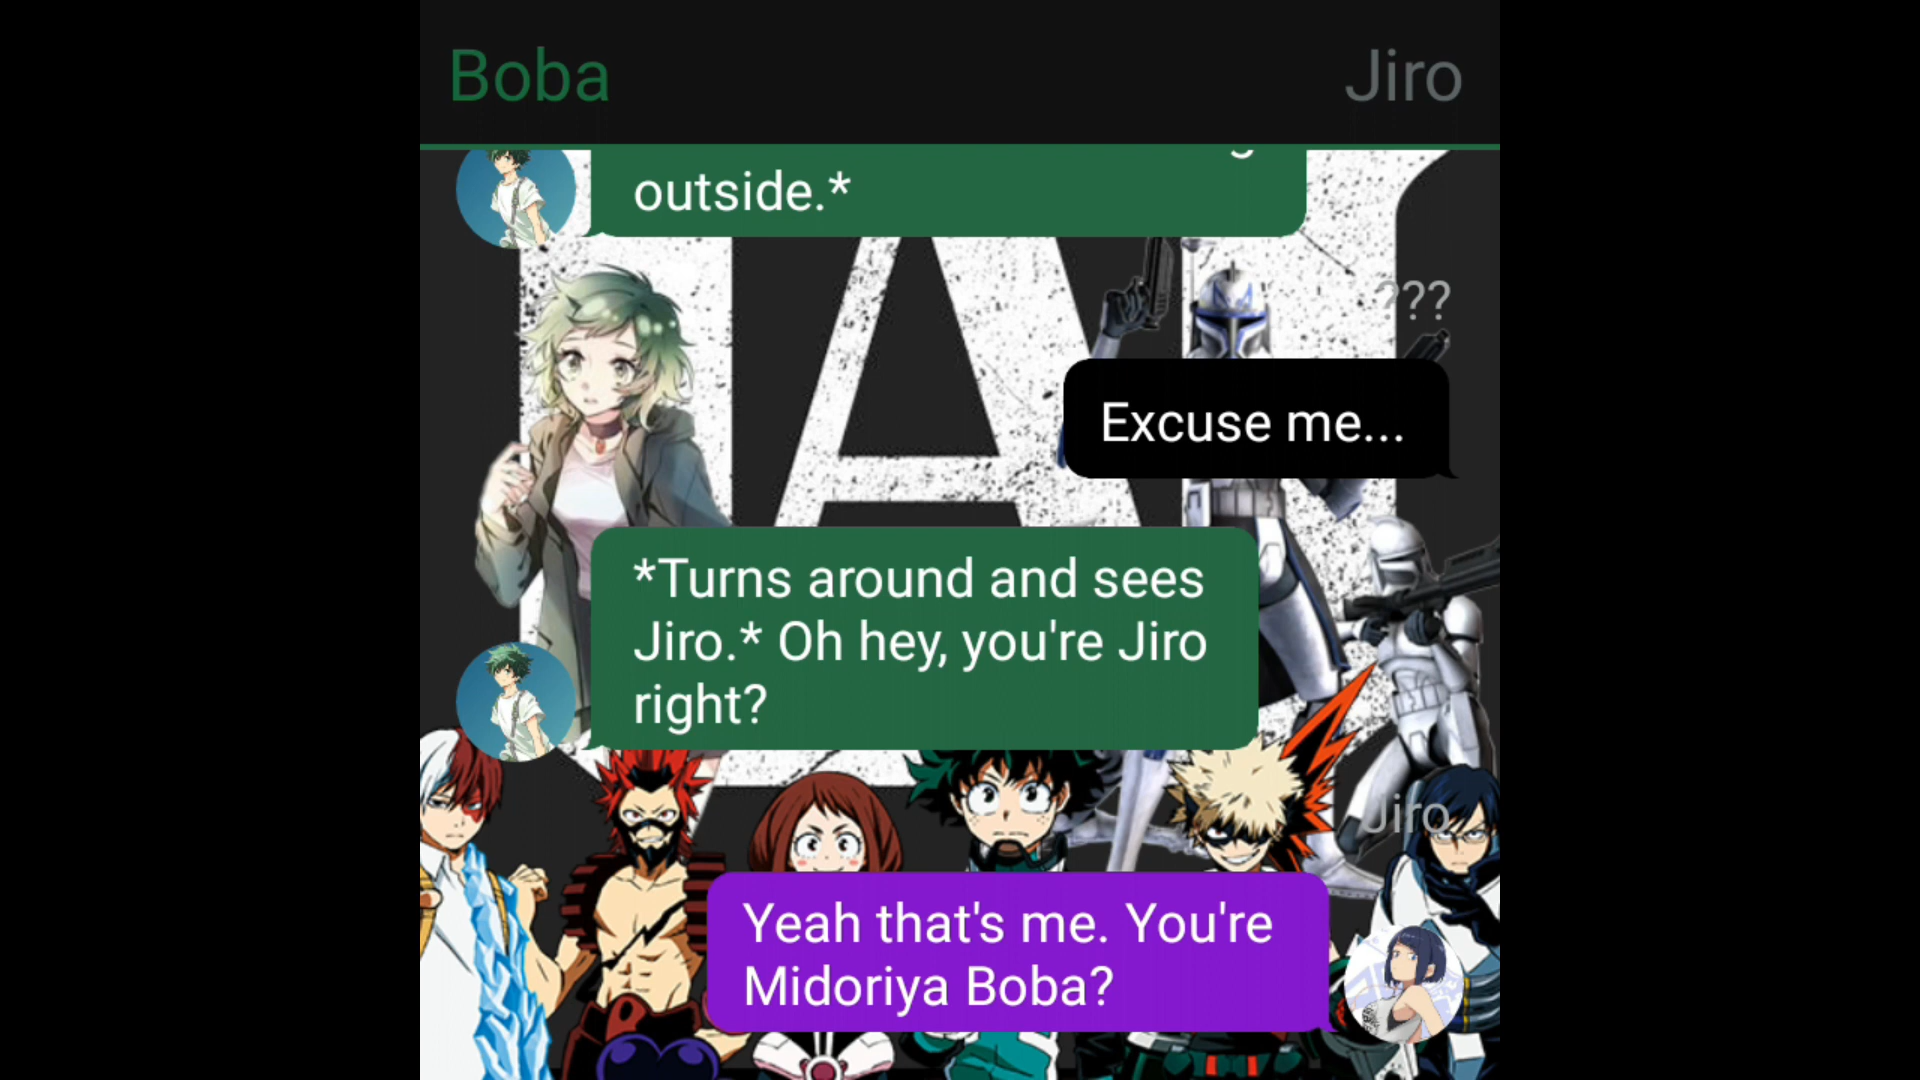 Boba
Jiro
outside.*
???
Excuse me...
*Turns around and sees
Jiro.* Oh hey, you're Jiro
right?
Jiro
Yeah that's me. You're
Midoriya Boba?